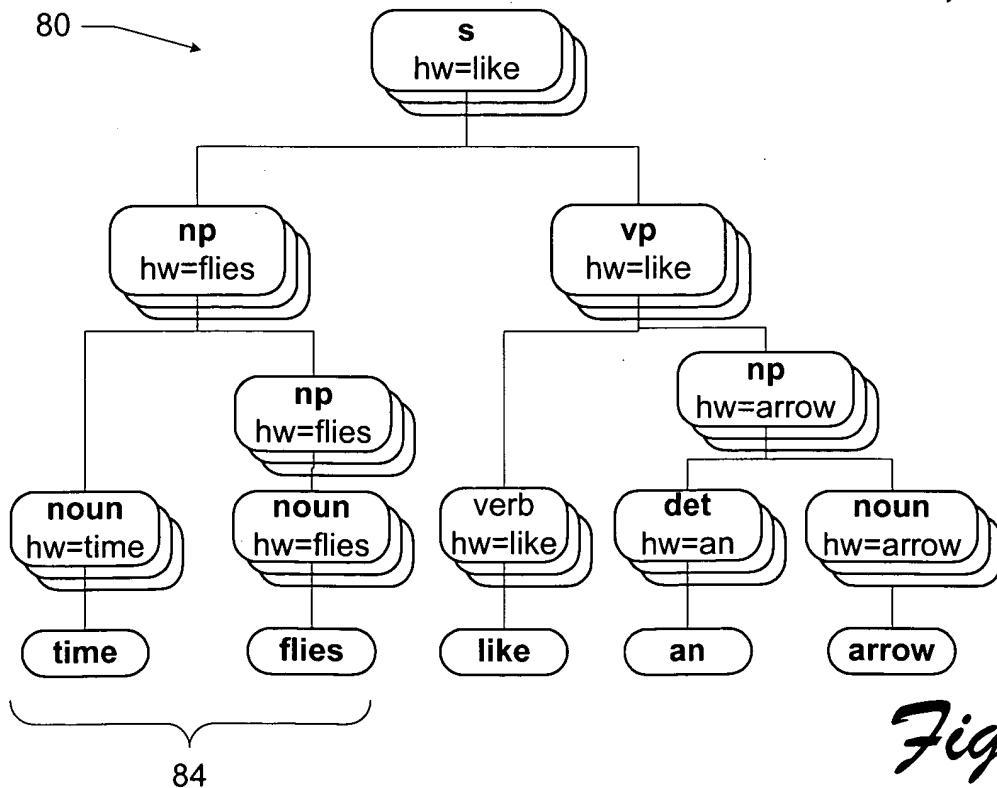 80
s
hw=like
np
hw=flies
vp
hw=like
np
hw=flies
np
hw=arrow
noun
hw=time
noun
hw=flies
verb
hw=like
det
hw=an
noun
hw=arrow
time
flies
like
an
arrow
84
Fig